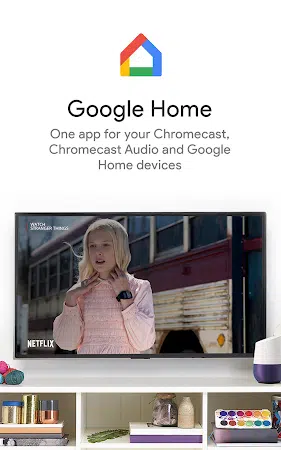 Google Home
One app for your Chromecast,
Chromecast Audio and Google
Home devices
WATCH
STRANGER THINGS.
NETFLIX